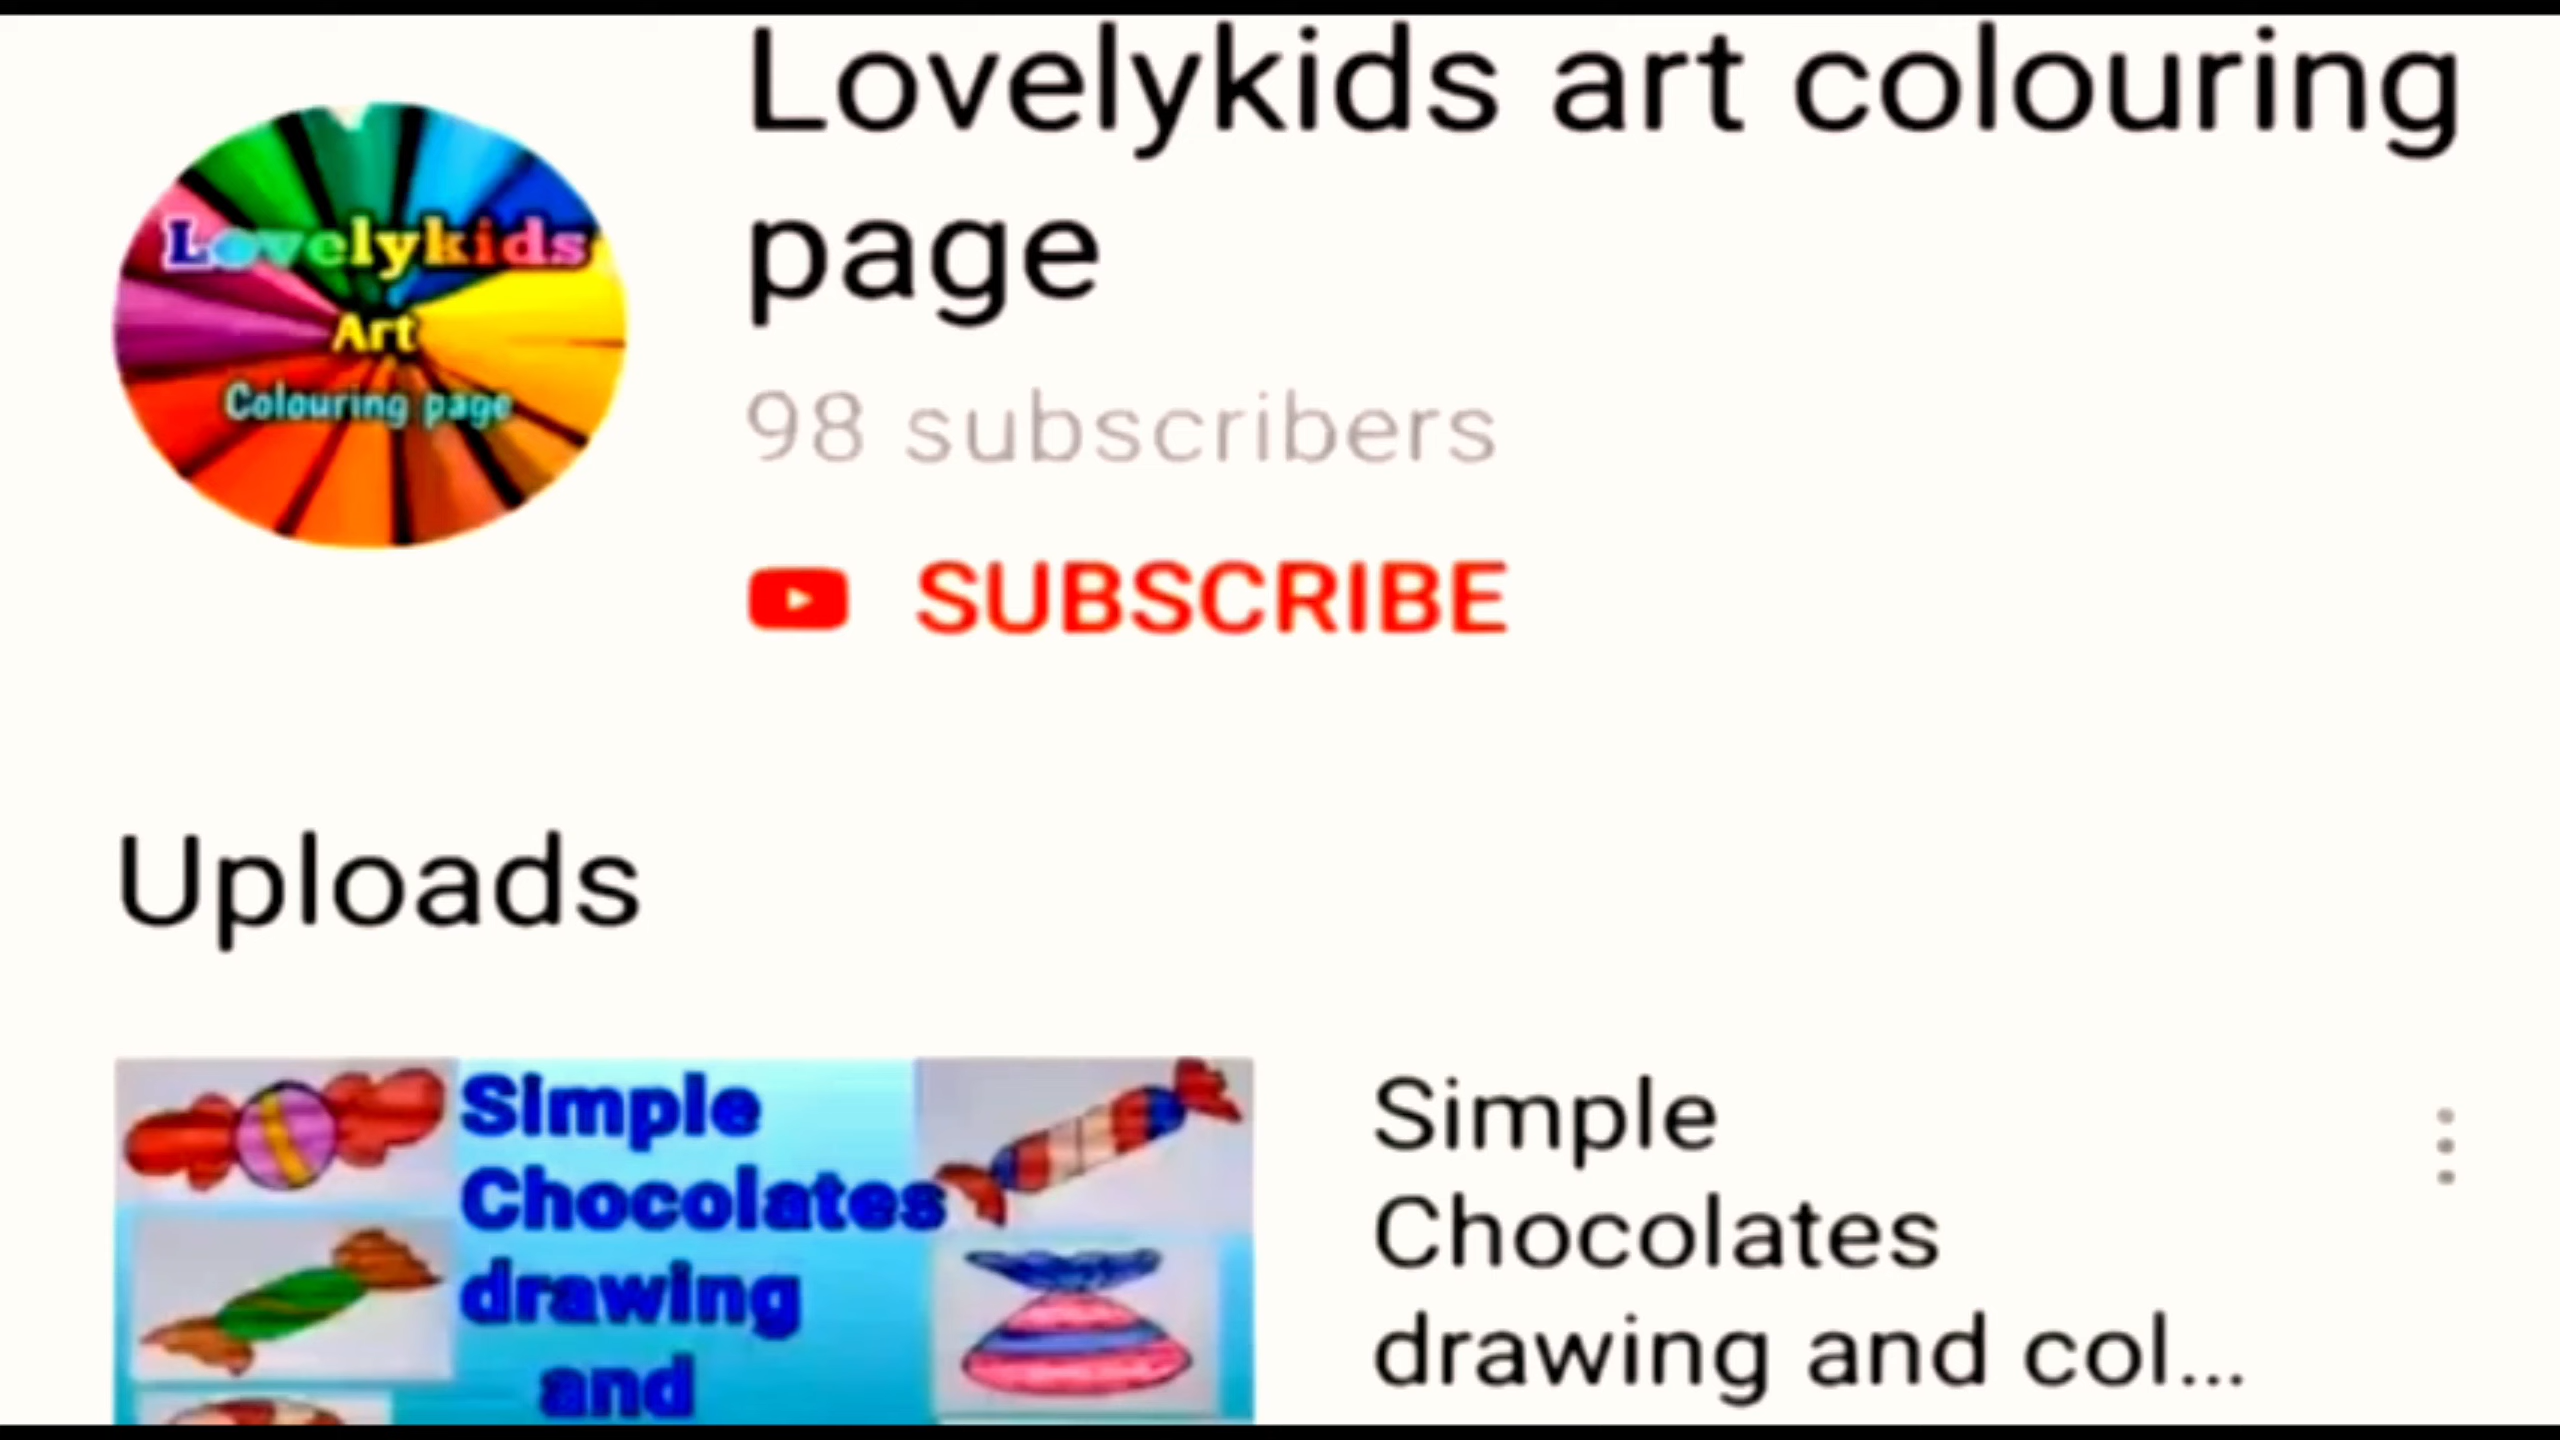 Lovelykids art colouring
page
98 subscribers
SUBSCRIBE
Lovelykids
Art
Colouring page
Uploads
Simple
Chocolates
drawing
and
Simple
Chocolates
drawing and col...